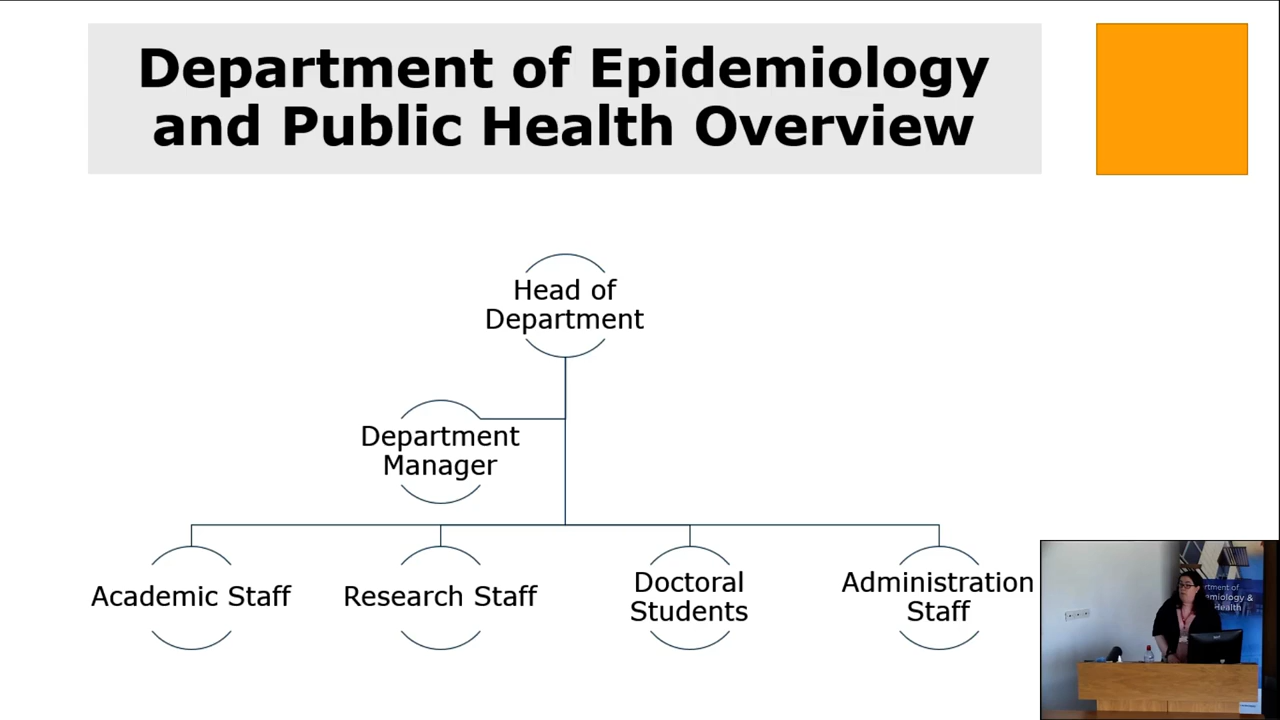 Department of Epidemiology
and Public Health Overview
Head of
Department
Department
Manager
Academic Staff
Research Staff
Doctoral
Students
Administration
Staff
Health